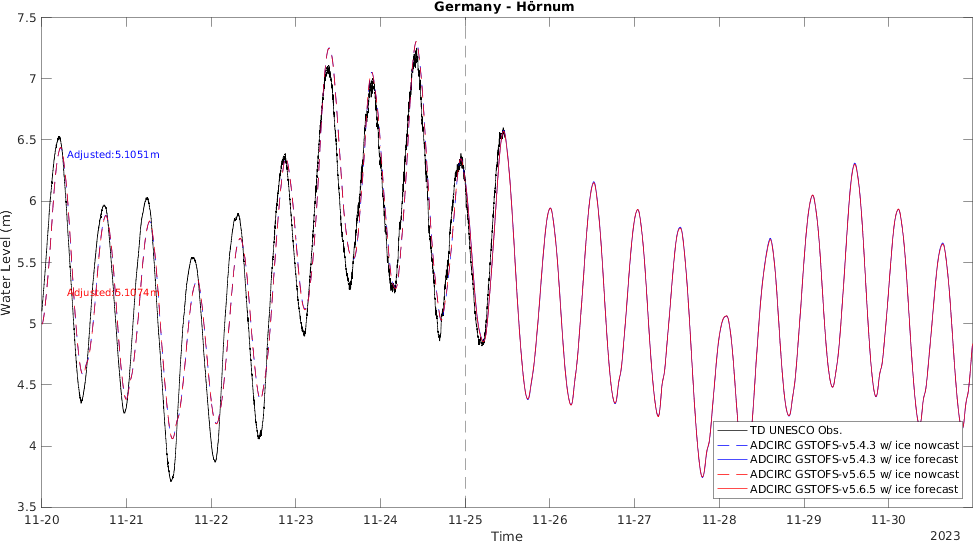 Germany - Hörnum
7.5
7
6.5
6
5.5
5
4.5
4
3.5
Water Level (m)
Adjusted:5.1051m
Adjusted:5.1074m
TD UNESCO Obs.
ADCIRC GSTOFS-v5.4.3 w/ ice nowcast
ADCIRC GSTOFS-v5.4.3 w/ ice forecast
ADCIRC GSTOFS-v5.6.5 w/ ice nowcast
ADCIRC GSTOFS-v5.6.5 w/ ice forecast
11-20 11-21 11-22 11-23 11-24 11-25 11-26 11-27 11-28 11-29 11-30
Time
2023